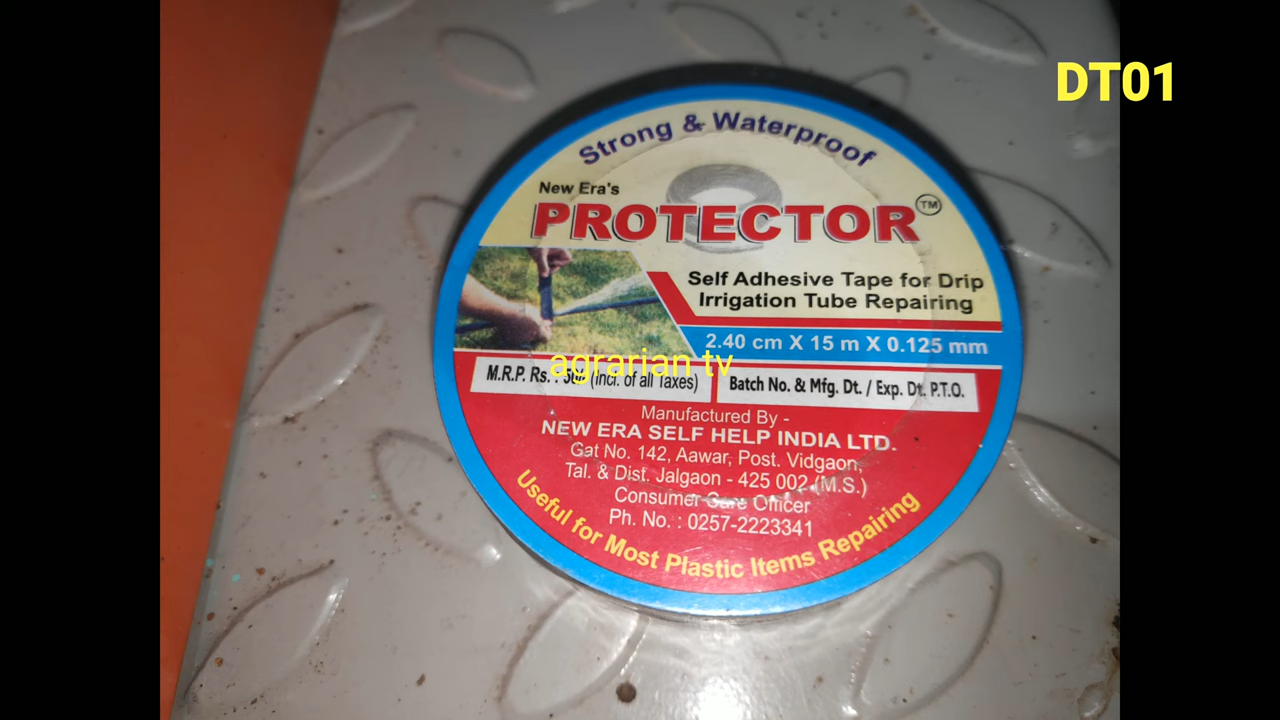 DT01
Strong & Waterproof
New Era's
PROTECTOR™
Self Adhesive Tape for Drip
Irrigation Tube Repairing
2.40 cm X 15 m X 0.125 mm
agrarian tv
M.R.P. Rs. : (Incl. of all Taxes)
Batch No. & Mfg. Dt. / Exp. Dt. P.T.O.
Manufactured By -
NEW ERA SELF HELP INDIA LTD.
Gat No. 142, Aawar, Post. Vidgaon,
Tal. & Dist. Jalgaon - 425 002 (M.S.)
Consumer Care Officer
Ph. No. : 0257-2223341
Useful for Most Plastic Items Repairing